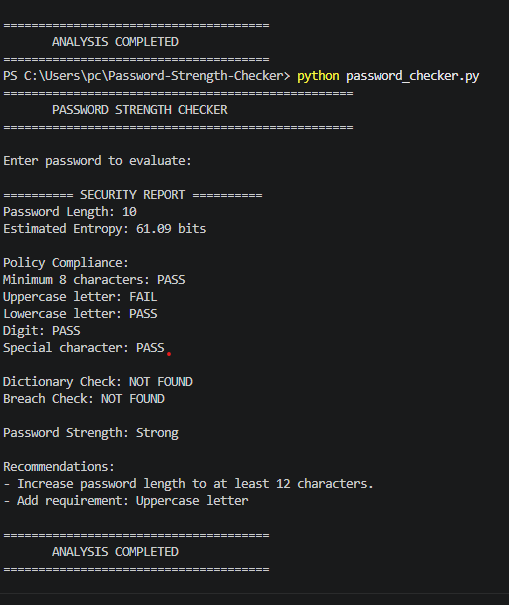 ======================================
ANALYSIS COMPLETED
======================================
PS C:\Users\pc\Password-Strength-Checker> python password_checker.py
==================================================
PASSWORD STRENGTH CHECKER
==================================================
Enter password to evaluate:
========== SECURITY REPORT ==========
Password Length: 10
Estimated Entropy: 61.09 bits
Policy Compliance:
Minimum 8 characters: PASS
Uppercase letter: FAIL
Lowercase letter: PASS
Digit: PASS
Special character: PASS
Dictionary Check: NOT FOUND
Breach Check: NOT FOUND
Password Strength: Strong
Recommendations:
- Increase password length to at least 12 characters.
- Add requirement: Uppercase letter
======================================
ANALYSIS COMPLETED
======================================